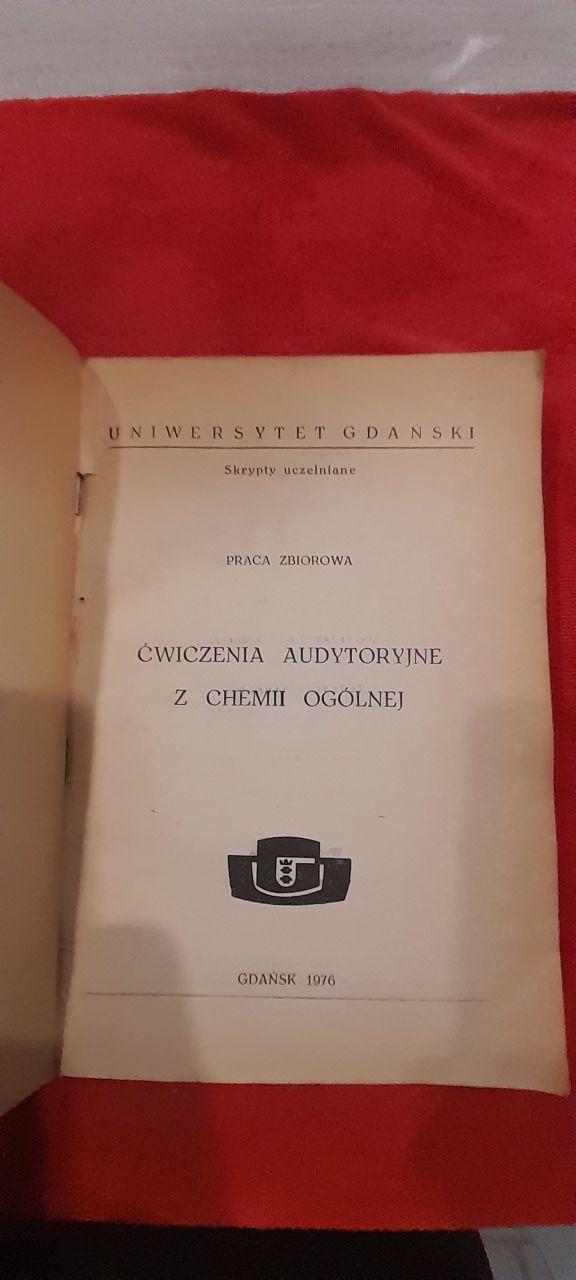 UNIWERSYTET GDAŃSKI
Skrypty uczelniane
PRACA ZBIOROWA
ĆWICZENIA AUDYTORYJNE
Z CHEMII OGÓLNEJ
GDAŃSK 1976